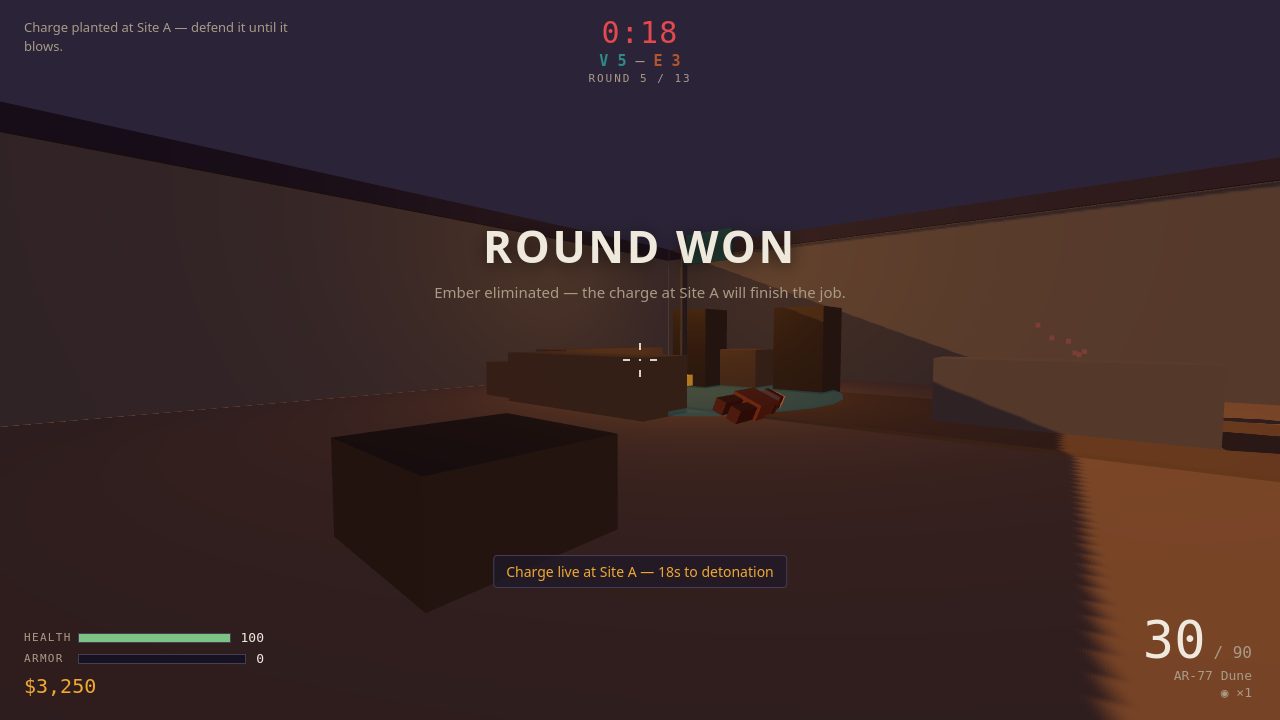 Charge planted at Site A — defend it until it
blows.
0:18
V 5 — E 3
ROUND 5 / 13
ROUND WON
Ember eliminated — the charge at Site A will finish the job.
Charge live at Site A — 18s to detonation
HEALTH 100
ARMOR 0
$3,250
30 / 90
AR-77 Dune
◉ ×1